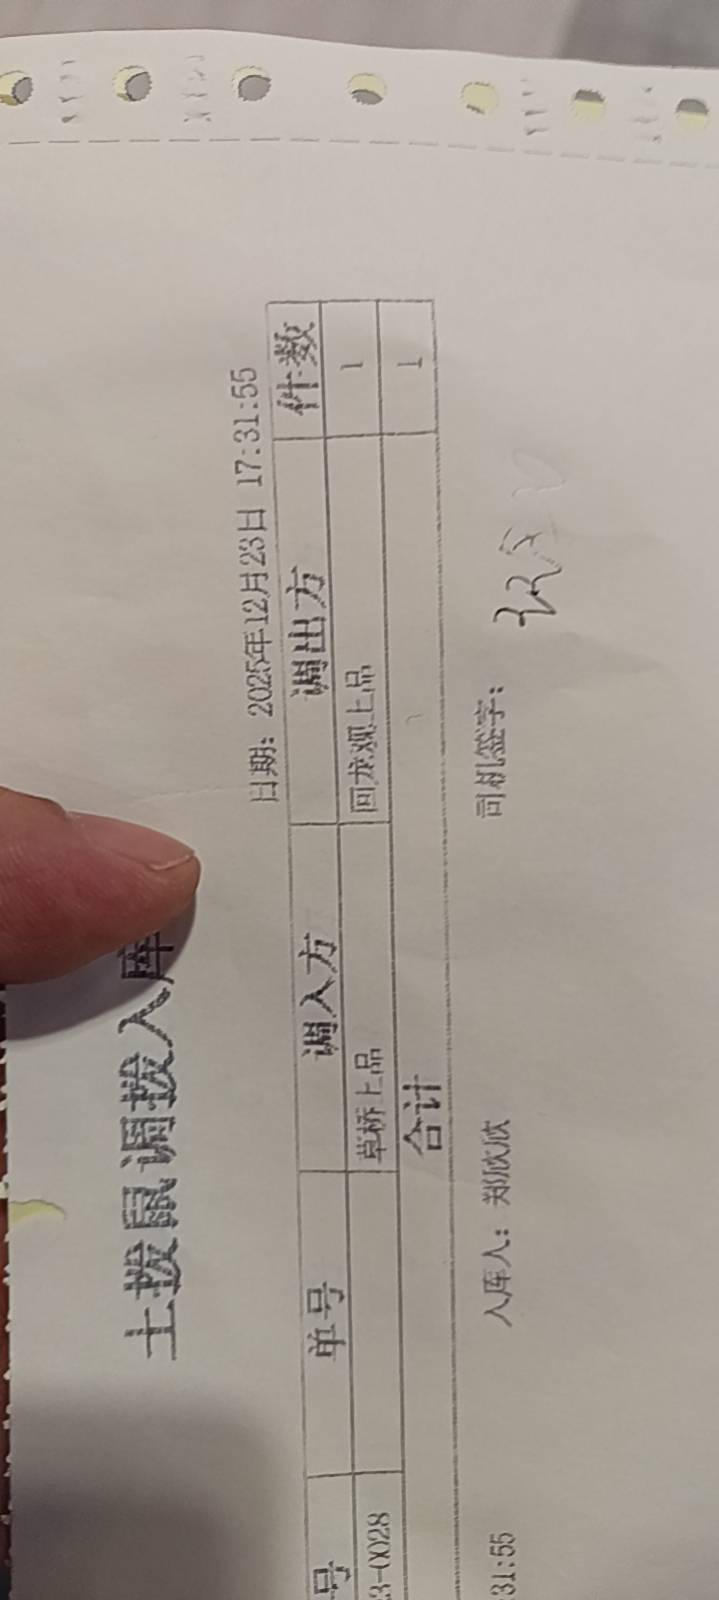 土拨鼠调拨入库
日期: 2025年12月23日 17:31:55
号 单号 调入方 调出方 件数
3-0028 草桥上品 回龙观上品 1
合计 1
入库人: 郑欣欣 司机签字:
31:55